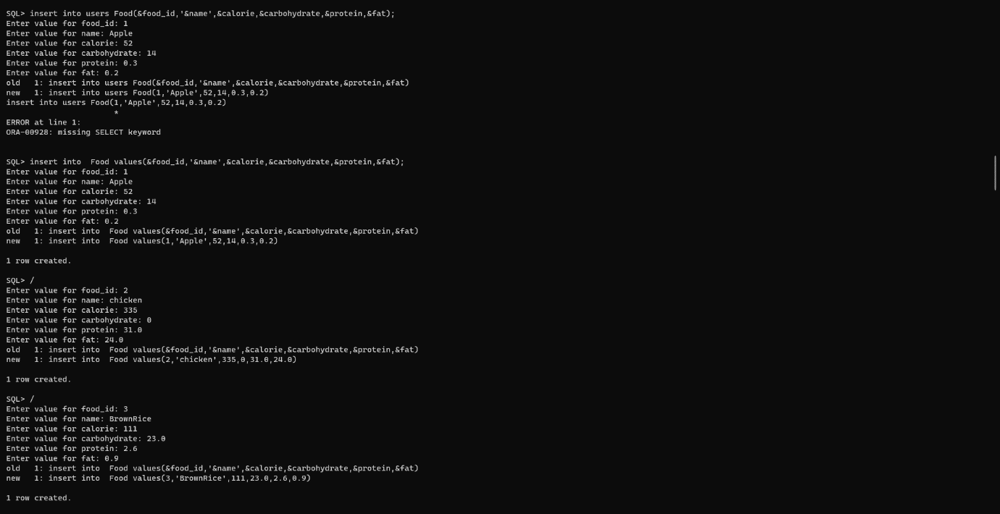 SQL> insert into users Food(&food_id,'&name',&calorie,&carbohydrate,&protein,&fat);
Enter value for food_id: 1
Enter value for name: Apple
Enter value for calorie: 52
Enter value for carbohydrate: 14
Enter value for protein: 0.3
Enter value for fat: 0.2
old   1: insert into users Food(&food_id,'&name',&calorie,&carbohydrate,&protein,&fat)
new   1: insert into users Food(1,'Apple',52,14,0.3,0.2)
insert into users Food(1,'Apple',52,14,0.3,0.2)
                       *
ERROR at line 1:
ORA-00928: missing SELECT keyword
SQL> insert into  Food values(&food_id,'&name',&calorie,&carbohydrate,&protein,&fat);
Enter value for food_id: 1
Enter value for name: Apple
Enter value for calorie: 52
Enter value for carbohydrate: 14
Enter value for protein: 0.3
Enter value for fat: 0.2
old   1: insert into  Food values(&food_id,'&name',&calorie,&carbohydrate,&protein,&fat)
new   1: insert into  Food values(1,'Apple',52,14,0.3,0.2)
1 row created.
SQL> /
Enter value for food_id: 2
Enter value for name: chicken
Enter value for calorie: 335
Enter value for carbohydrate: 0
Enter value for protein: 31.0
Enter value for fat: 24.0
old   1: insert into  Food values(&food_id,'&name',&calorie,&carbohydrate,&protein,&fat)
new   1: insert into  Food values(2,'chicken',335,0,31.0,24.0)
1 row created.
SQL> /
Enter value for food_id: 3
Enter value for name: BrownRice
Enter value for calorie: 111
Enter value for carbohydrate: 23.0
Enter value for protein: 2.6
Enter value for fat: 0.9
old   1: insert into  Food values(&food_id,'&name',&calorie,&carbohydrate,&protein,&fat)
new   1: insert into  Food values(3,'BrownRice',111,23.0,2.6,0.9)
1 row created.